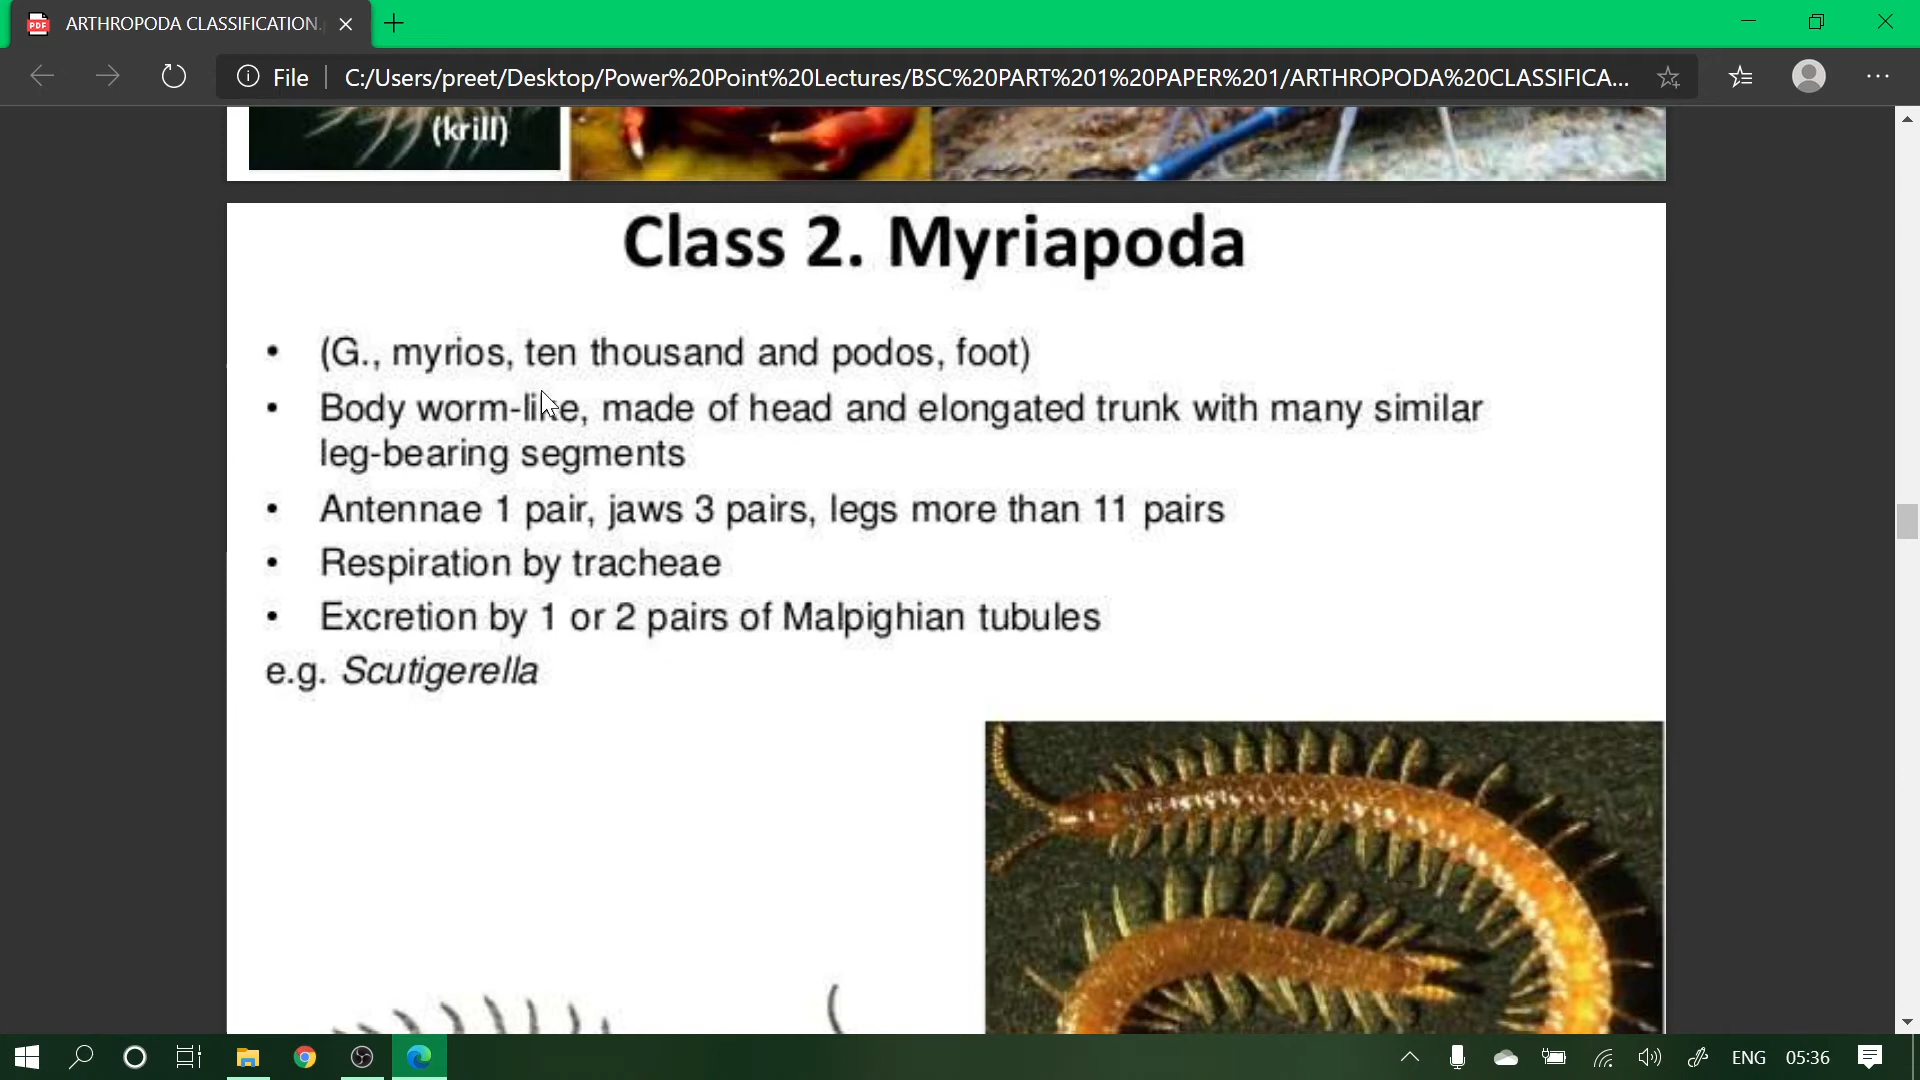 ARTHROPODA CLASSIFICATION.
File
C:/Users/preet/Desktop/Power%20Point%20Lectures/BSC%20PART%201%20PAPER%201/ARTHROPODA%20CLASSIFICA...
(krill)
Class 2. Myriapoda
• (G., myrios, ten thousand and podos, foot)
• Body worm-like, made of head and elongated trunk with many similar
leg-bearing segments
• Antennae 1 pair, jaws 3 pairs, legs more than 11 pairs
• Respiration by tracheae
• Excretion by 1 or 2 pairs of Malpighian tubules
e.g. Scutigerella
ENG 05:36